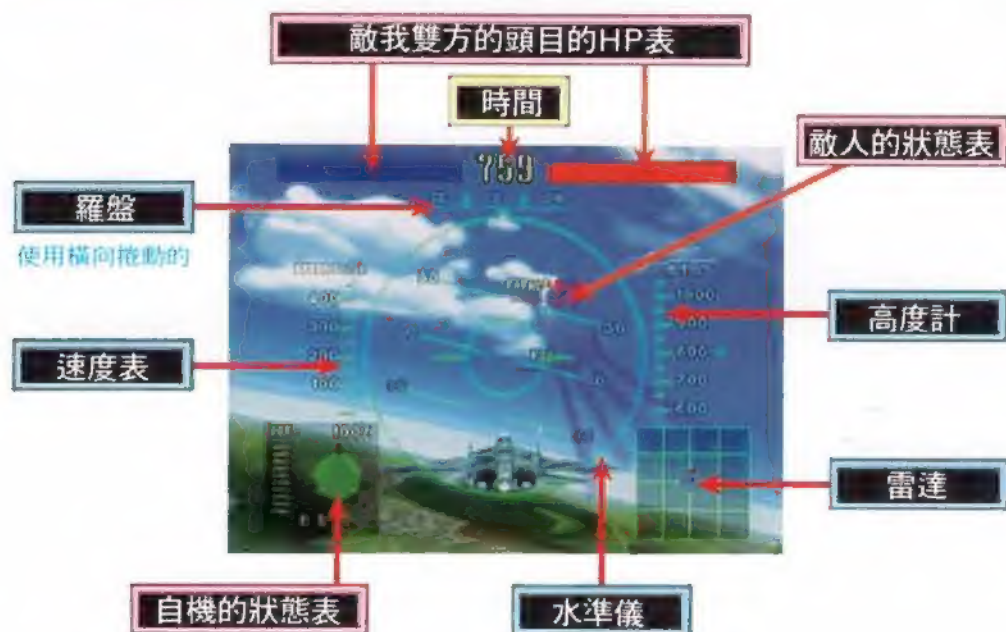 敵我雙方的頭目的HP表
時間
敵人的狀態表
759
羅盤
使用橫向捲動的
高度計
速度表
雷達
自機的狀態表
水準儀